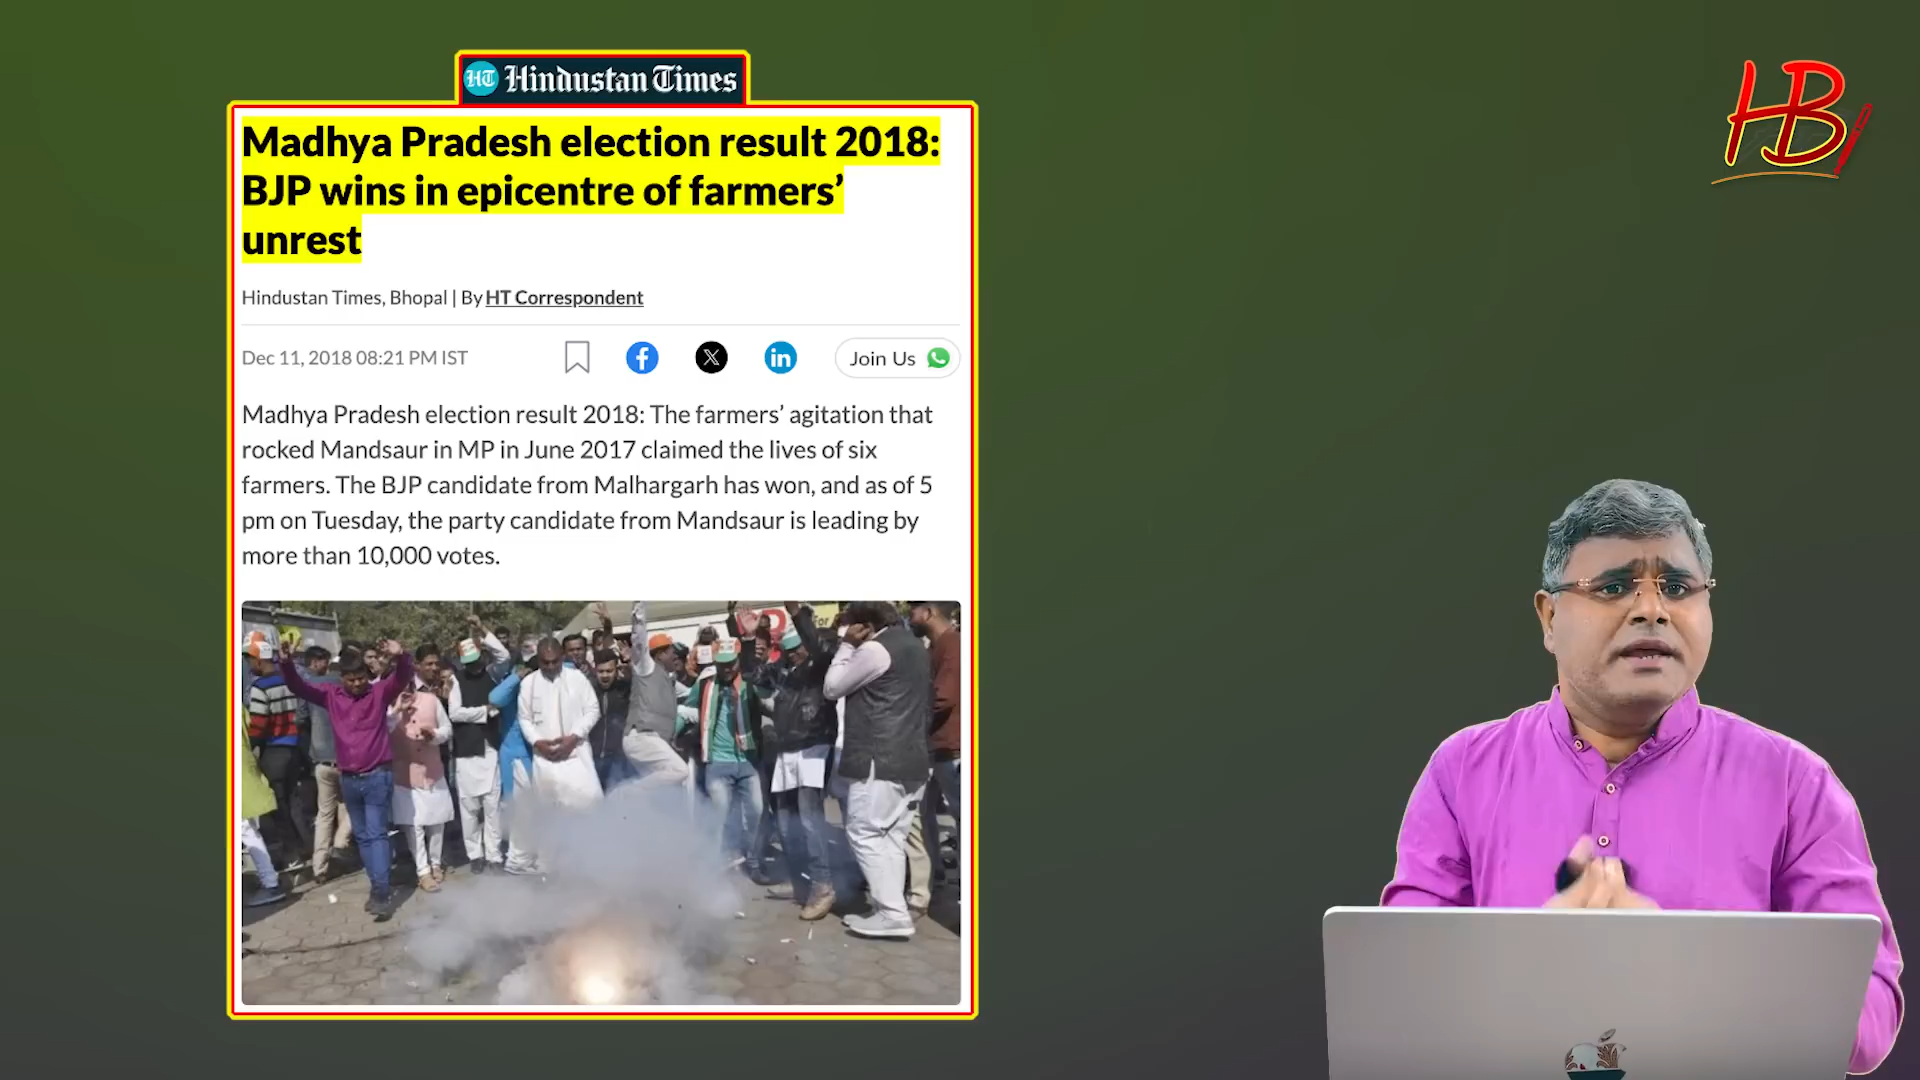 HT Hindustan Times
HB
Madhya Pradesh election result 2018:
BJP wins in epicentre of farmers’
unrest
Hindustan Times, Bhopal | By HT Correspondent
Dec 11, 2018 08:21 PM IST
Join Us
Madhya Pradesh election result 2018: The farmers’ agitation that
rocked Mandsaur in MP in June 2017 claimed the lives of six
farmers. The BJP candidate from Malhargarh has won, and as of 5
pm on Tuesday, the party candidate from Mandsaur is leading by
more than 10,000 votes.